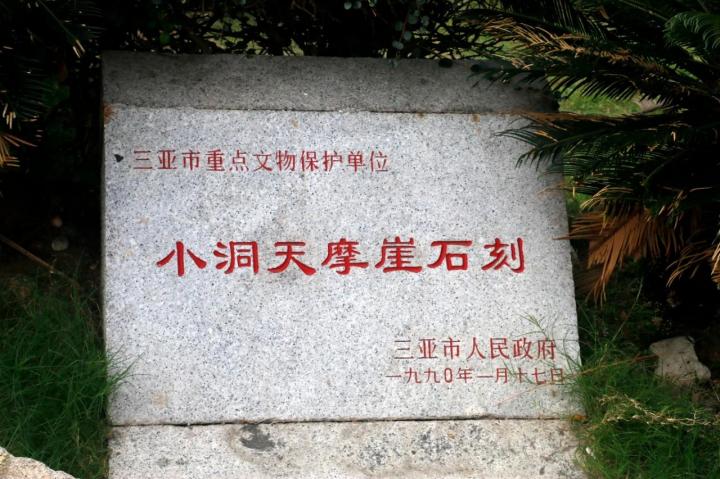 三亚市重点文物保护单位
小洞天摩崖石刻
三亚市人民政府
一九九0年一月十七日